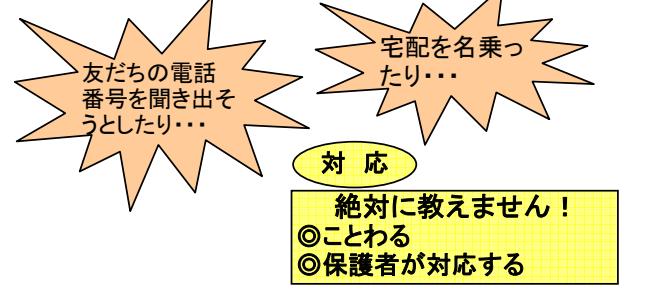 友だちの電話
番号を聞き出そ
うとしたり・・・
宅配を名乗っ
たり・・・
対 応
絶対に教えません！
◎ことわる
◎保護者が対応する